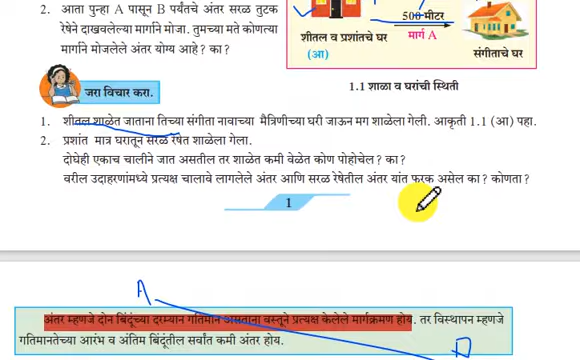 2. आता पुन्हा A पासून B पर्यंतचे अंतर सरळ तुटक
रेषेने दाखवलेल्या मार्गाने मोजा. तुमच्या मते कोणत्या
मार्गाने मोजलेले अंतर योग्य आहे ? का ?
500 मीटर
शीतल व प्रशांतचे घर
मार्ग A
संगीताचे घर
(आ)
जरा विचार करा.
1.1 शाळा व घरांची स्थिती
1. शीतल शाळेत जाताना तिच्या संगीता नावाच्या मैत्रिणीच्या घरी जाऊन मग शाळेला गेली. आकृती 1.1 (आ) पहा.
2. प्रशांत मात्र घरातून सरळ रेषेत शाळेला गेला.
दोघेही एकाच चालीने जात असतील तर शाळेत कमी वेळेत कोण पोहोचेल ? का ?
वरील उदाहरणांमध्ये प्रत्यक्ष चालावे लागलेले अंतर आणि सरळ रेषेतील अंतर यांत फरक असेल का ? कोणता ?
1
A
अंतर म्हणजे दोन बिंदूंच्या दरम्यान गतिमान असताना वस्तूने प्रत्यक्ष केलेले मार्गक्रमण होय. तर विस्थापन म्हणजे
गतिमानतेच्या आरंभ व अंतिम बिंदूंतील सर्वांत कमी अंतर होय.